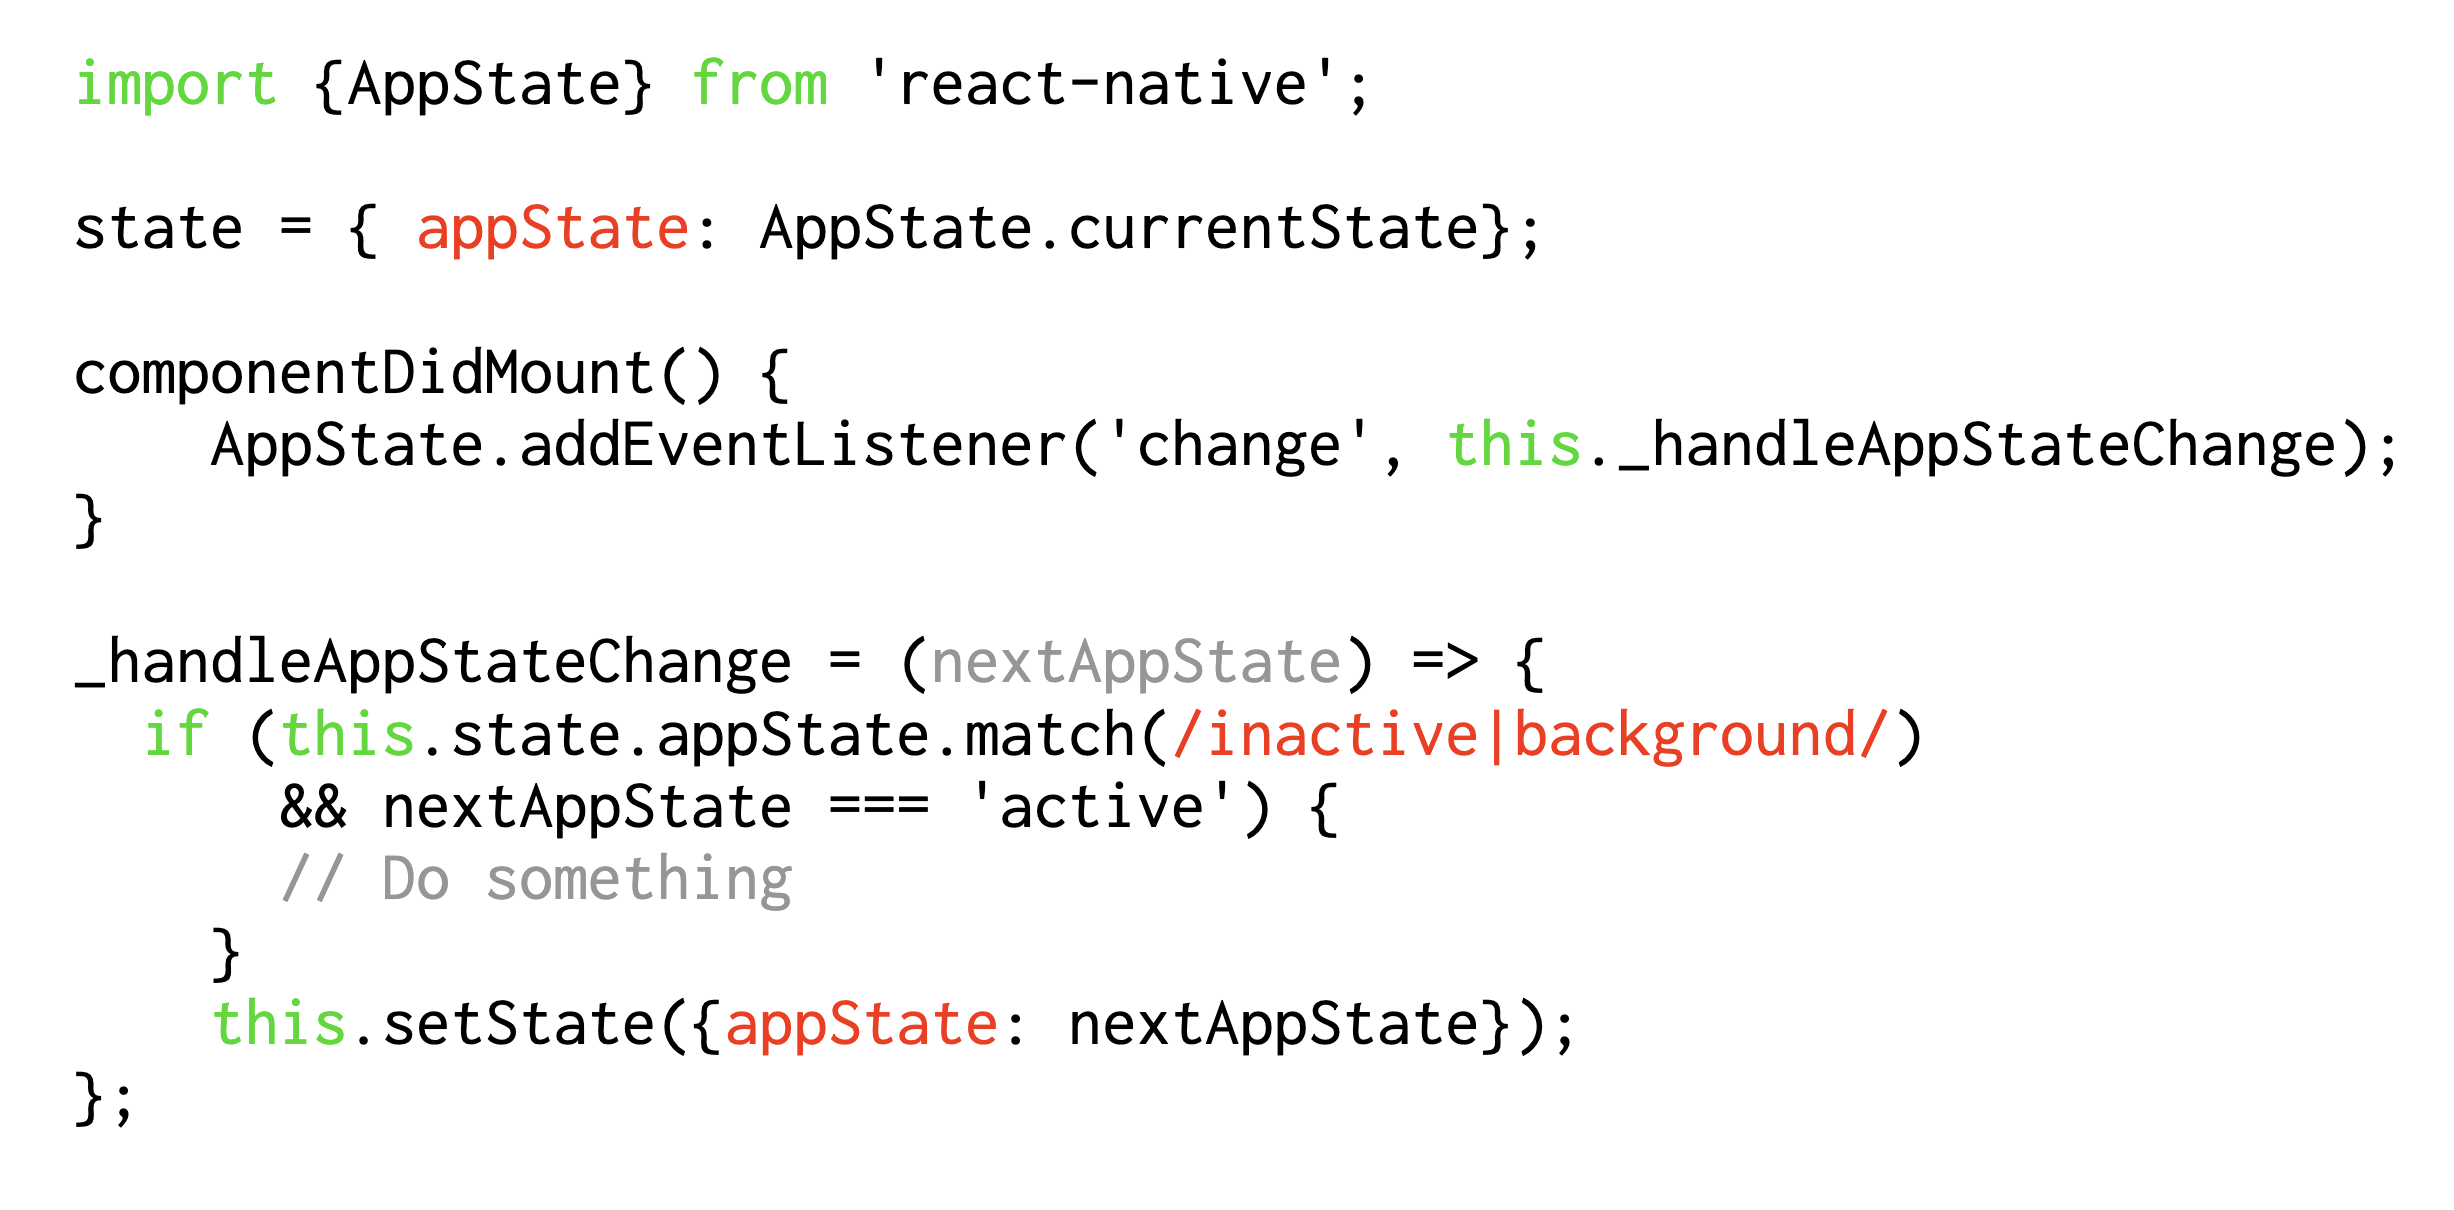 import {AppState} from 'react-native';
state = { appState: AppState.currentState};
componentDidMount() {
    AppState.addEventListener('change', this._handleAppStateChange);
}
_handleAppStateChange = (nextAppState) => {
  if (this.state.appState.match(/inactive|background/)
      && nextAppState === 'active') {
      // Do something
    }
    this.setState({appState: nextAppState});
};